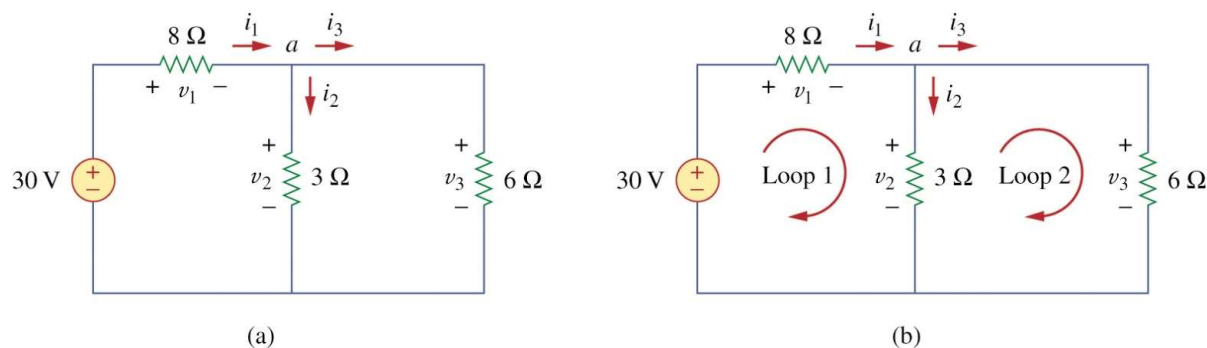 8 Ω i₁ a i₃
+ v₁ −
i₂
30 V + −
+ v₂ − 3 Ω
+ v₃ − 6 Ω
(a)
8 Ω i₁ a i₃
+ v₁ −
i₂
30 V + −
Loop 1
+ v₂ − 3 Ω
Loop 2
+ v₃ − 6 Ω
(b)